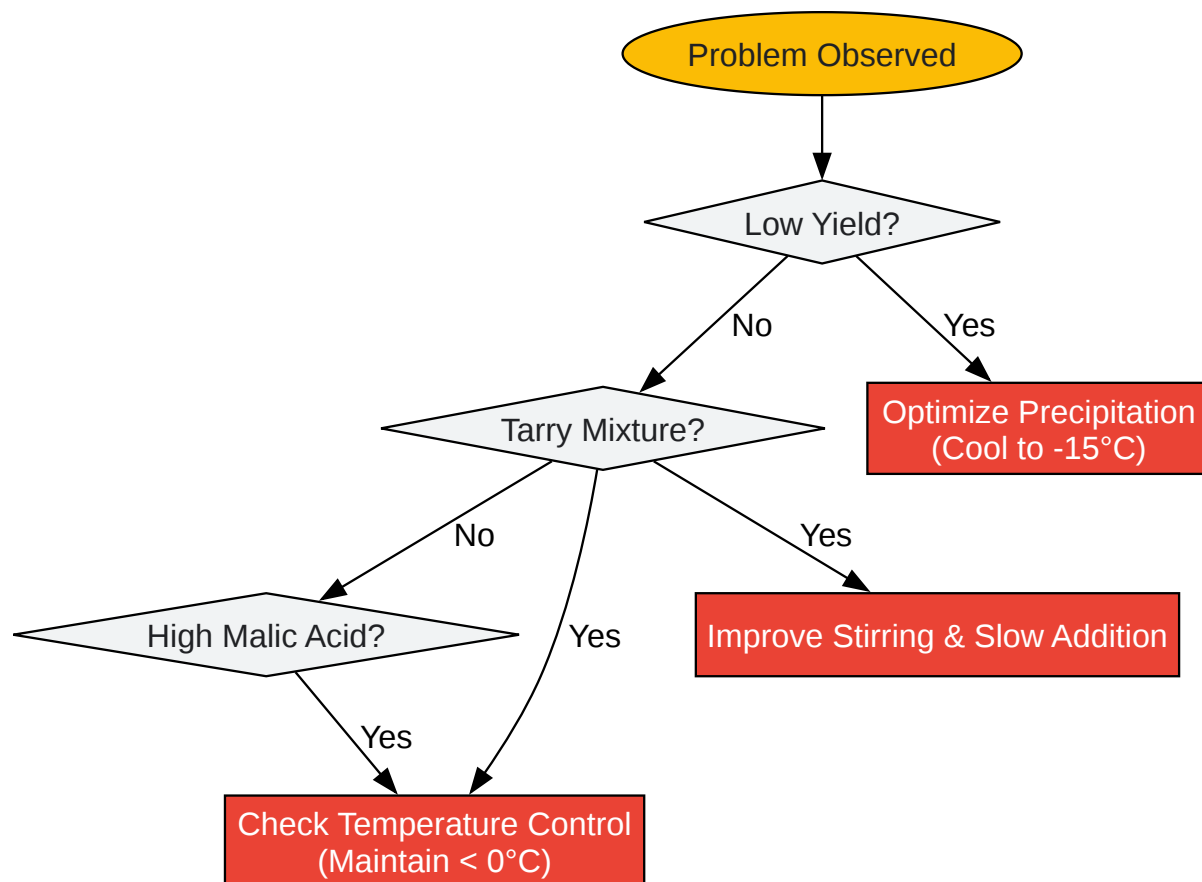 Problem Observed
Low Yield?
No
Yes
Optimize Precipitation
(Cool to -15°C)
Tarry Mixture?
No
Yes
Yes
Improve Stirring & Slow Addition
High Malic Acid?
Yes
Check Temperature Control
(Maintain < 0°C)